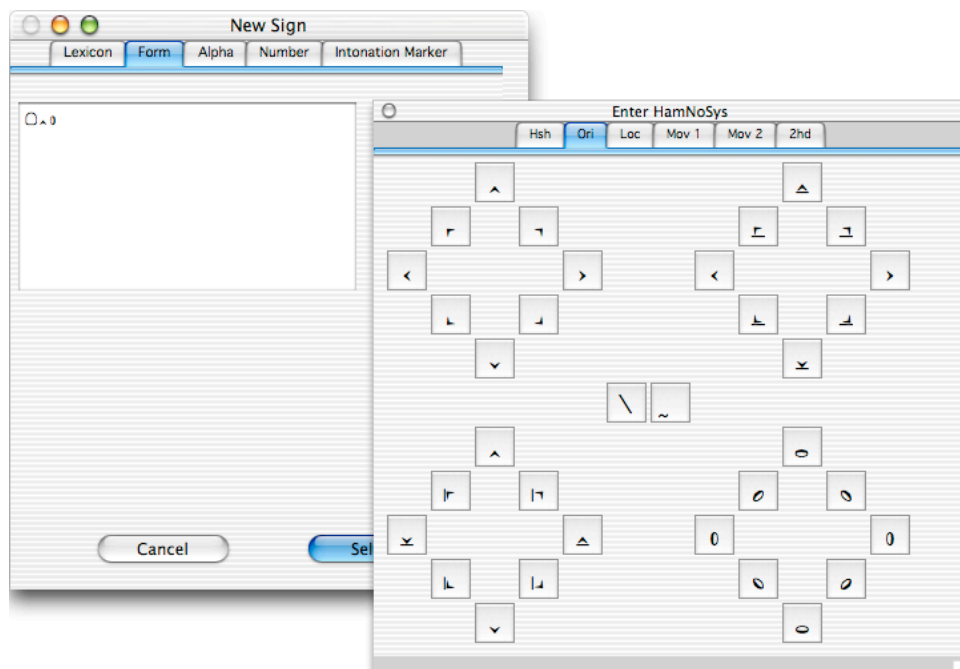 New Sign
Lexicon Form Alpha Number Intonation Marker
Enter HamNoSys
Hsh Ori Loc Mov 1 Mov 2 2hd
\ ~
Cancel
Sel